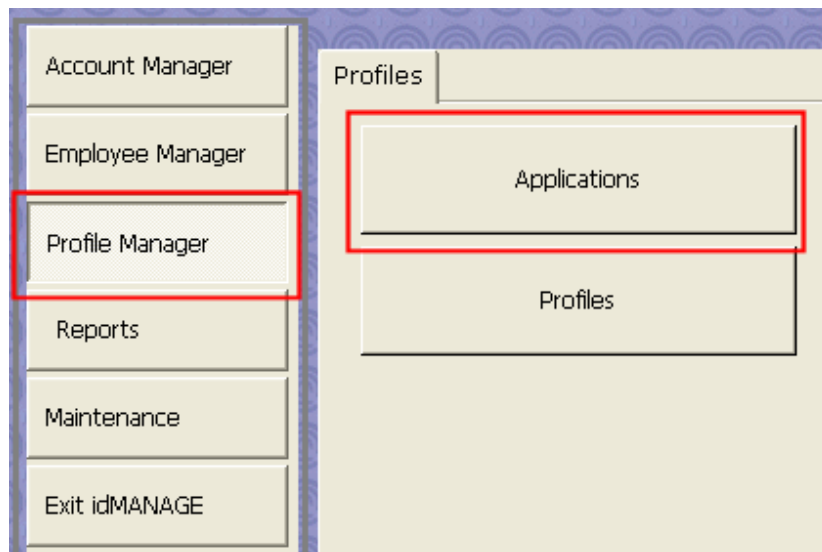 Account Manager
Employee Manager
Profile Manager
Reports
Maintenance
Exit idMANAGE
Profiles
Applications
Profiles